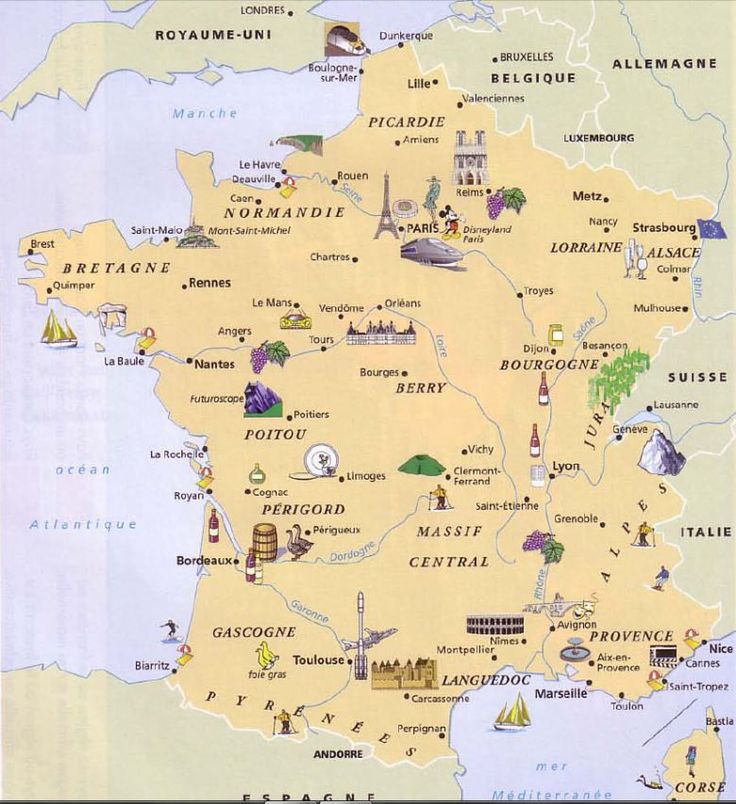 LONDRES
ROYAUME-UNI
Dunkerque
BRUXELLES
ALLEMAGNE
Boulogne-
sur-Mer
Lille
BELGIQUE
Valenciennes
Manche
PICARDIE
Amiens
LUXEMBOURG
Le Havre
Deauville
Rouen
Seine
Reims
Metz
Caen
NORMANDIE
PARIS
Disneyland
Paris
Nancy
Strasbourg
Saint-Malo
Mont-Saint-Michel
LORRAINE
ALSACE
Brest
BRETAGNE
Chartres
Colmar
Rhin
Quimper
Rennes
Troyes
Le Mans
Vendôme
Orléans
Mulhouse
Angers
Saône
Tours
Loire
Dijon
Besançon
La Baule
Nantes
BOURGOGNE
Bourges
BERRY
SUISSE
Futuroscope
Poitiers
JURA
Lausanne
Genève
POITOU
La Rochelle
Vichy
océan
Limoges
Clermont-
Ferrand
Lyon
Royan
Cognac
PÉRIGORD
Saint-Étienne
ALPES
Atlantique
Périgueux
MASSIF
CENTRAL
Grenoble
ITALIE
Bordeaux
Dordogne
Rhône
Garonne
GASCOGNE
Avignon
PROVENCE
Nîmes
Nice
Biarritz
foie gras
Toulouse
Montpellier
Aix-en-
Provence
Cannes
LANGUEDOC
Marseille
Saint-Tropez
PYRÉNÉES
Carcassonne
Toulon
Perpignan
Bastia
ANDORRE
mer
Méditerranée
CORSE
ESPAGNE